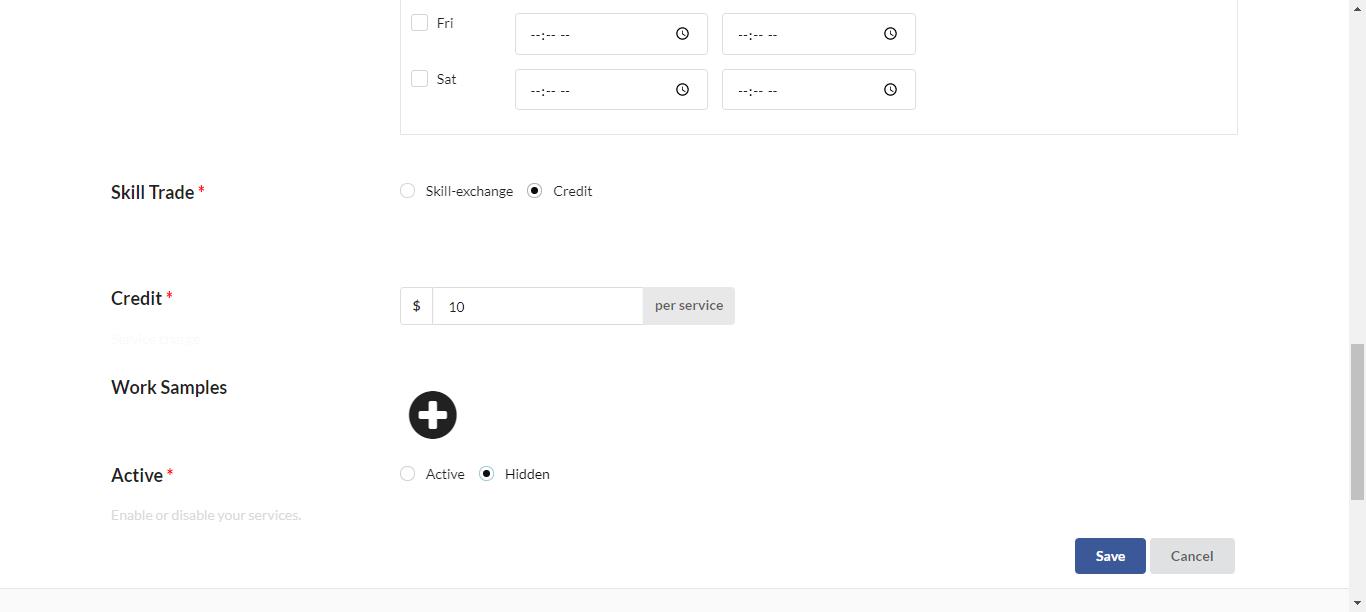 Fri --:-- -- --:-- --
Sat --:-- -- --:-- --
Skill Trade * Skill-exchange Credit
Credit * $ 10 per service
Service charge.
Work Samples
Active * Active Hidden
Enable or disable your services.
Save Cancel